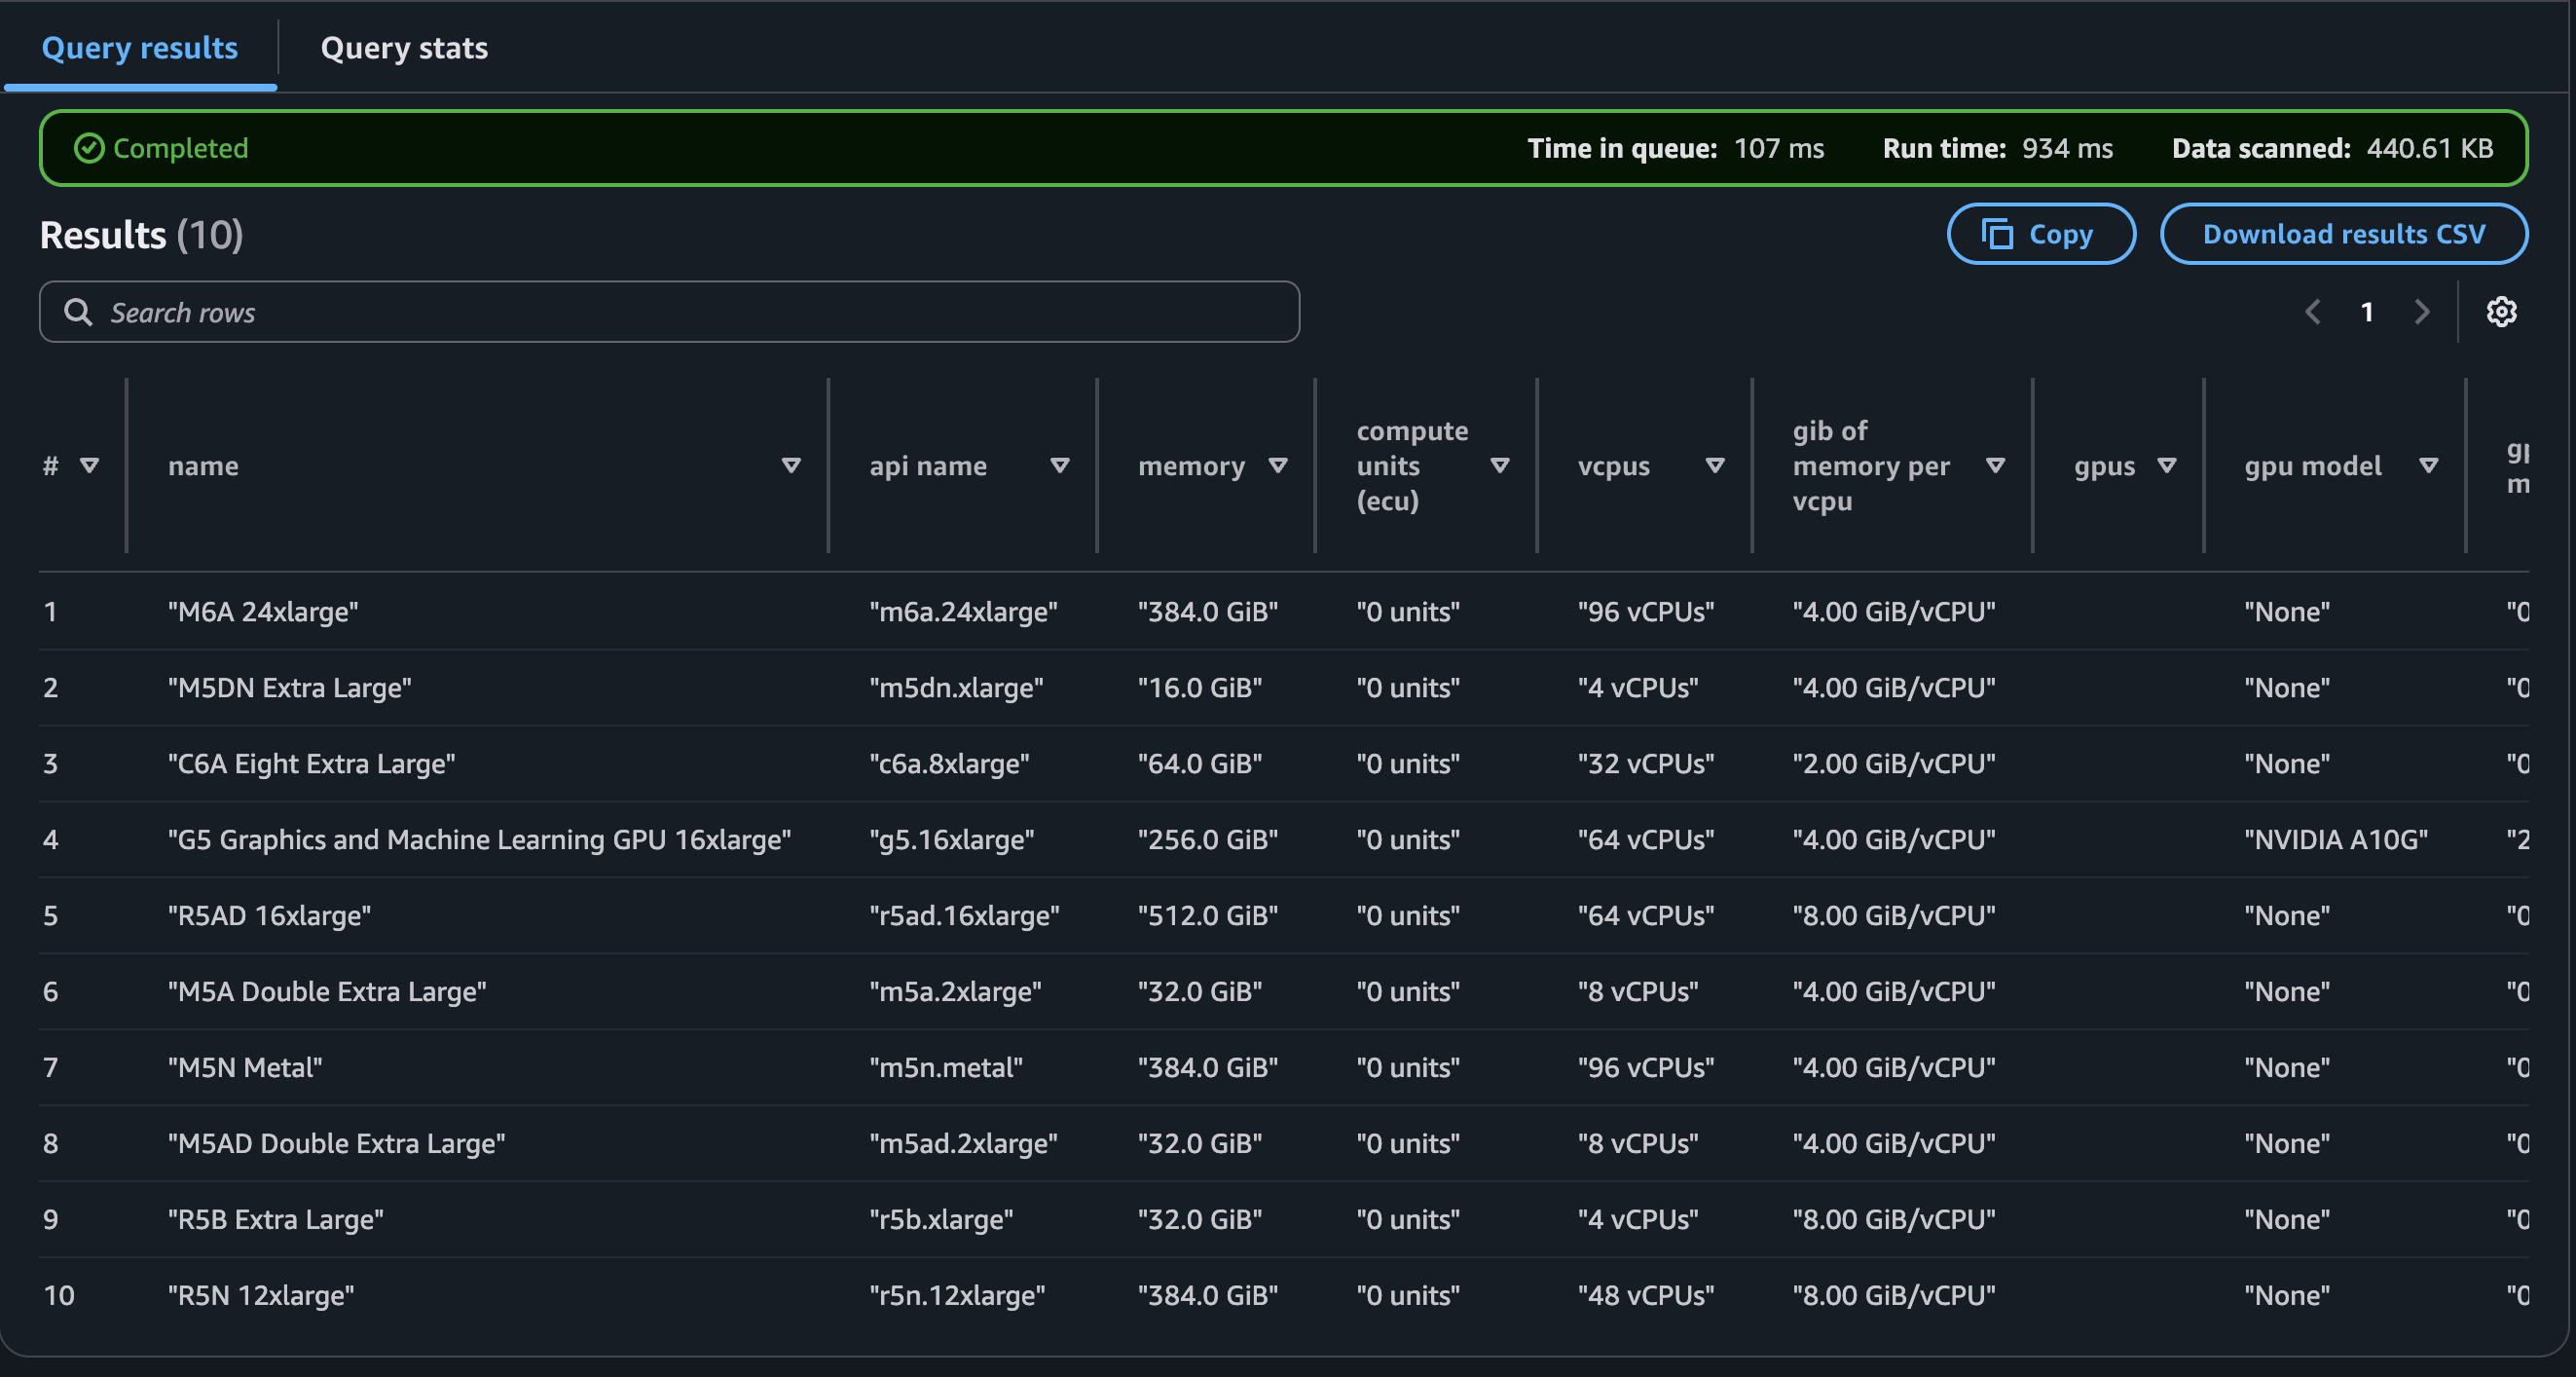 Query results Query stats
Completed Time in queue: 107 ms Run time: 934 ms Data scanned: 440.61 KB
Results (10) Copy Download results CSV
Search rows 1
# name api name memory compute units (ecu) vcpus gib of memory per vcpu gpus gpu model
1 "M6A 24xlarge" "m6a.24xlarge" "384.0 GiB" "0 units" "96 vCPUs" "4.00 GiB/vCPU" "None" "0
2 "M5DN Extra Large" "m5dn.xlarge" "16.0 GiB" "0 units" "4 vCPUs" "4.00 GiB/vCPU" "None" "0
3 "C6A Eight Extra Large" "c6a.8xlarge" "64.0 GiB" "0 units" "32 vCPUs" "2.00 GiB/vCPU" "None" "0
4 "G5 Graphics and Machine Learning GPU 16xlarge" "g5.16xlarge" "256.0 GiB" "0 units" "64 vCPUs" "4.00 GiB/vCPU" "NVIDIA A10G" "2
5 "R5AD 16xlarge" "r5ad.16xlarge" "512.0 GiB" "0 units" "64 vCPUs" "8.00 GiB/vCPU" "None" "0
6 "M5A Double Extra Large" "m5a.2xlarge" "32.0 GiB" "0 units" "8 vCPUs" "4.00 GiB/vCPU" "None" "0
7 "M5N Metal" "m5n.metal" "384.0 GiB" "0 units" "96 vCPUs" "4.00 GiB/vCPU" "None" "0
8 "M5AD Double Extra Large" "m5ad.2xlarge" "32.0 GiB" "0 units" "8 vCPUs" "4.00 GiB/vCPU" "None" "0
9 "R5B Extra Large" "r5b.xlarge" "32.0 GiB" "0 units" "4 vCPUs" "8.00 GiB/vCPU" "None" "0
10 "R5N 12xlarge" "r5n.12xlarge" "384.0 GiB" "0 units" "48 vCPUs" "8.00 GiB/vCPU" "None" "0